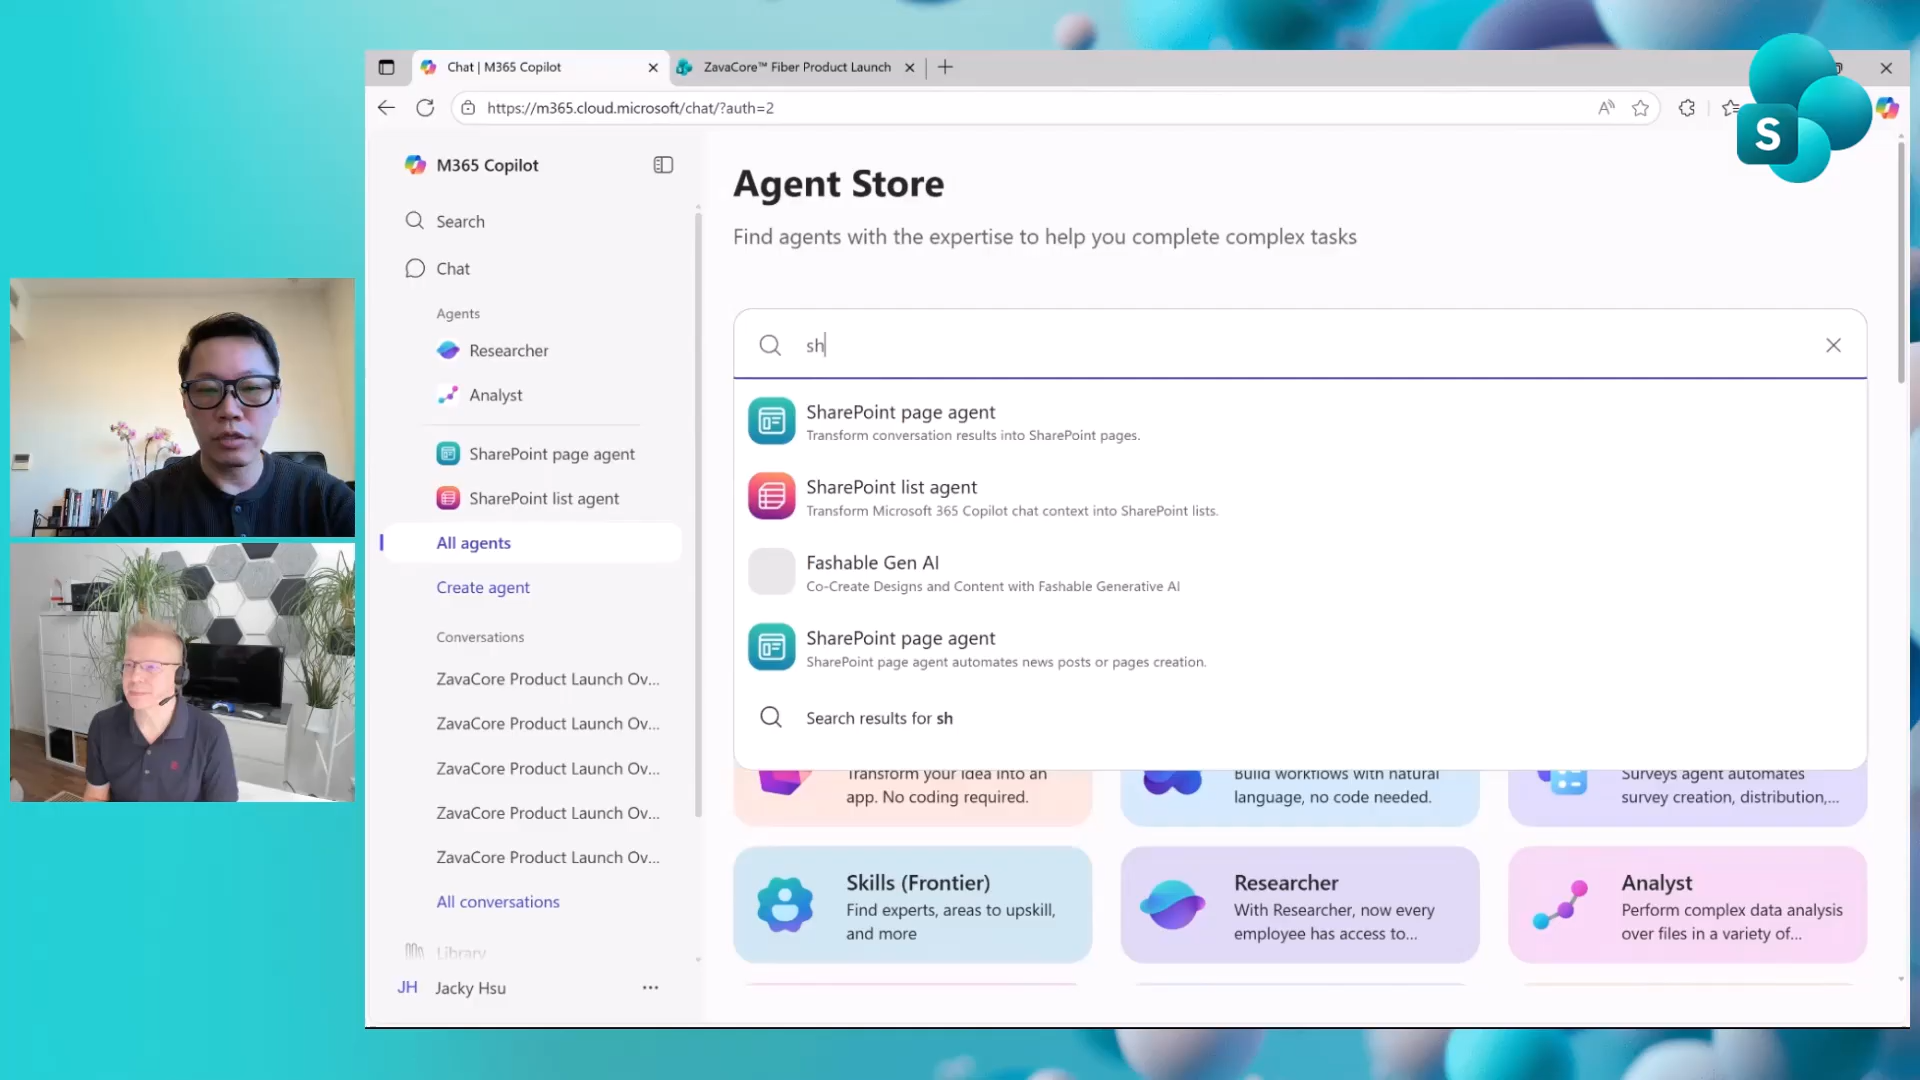 Chat | M365 Copilot
ZavaCore™ Fiber Product Launch
https://m365.cloud.microsoft/chat/?auth=2
S
M365 Copilot
Search
Chat
Agents
Researcher
Analyst
SharePoint page agent
SharePoint list agent
All agents
Create agent
Conversations
ZavaCore Product Launch Ov...
ZavaCore Product Launch Ov...
ZavaCore Product Launch Ov...
ZavaCore Product Launch Ov...
ZavaCore Product Launch Ov...
All conversations
Library
JH Jacky Hsu
Agent Store
Find agents with the expertise to help you complete complex tasks
sh
SharePoint page agent
Transform conversation results into SharePoint pages.
SharePoint list agent
Transform Microsoft 365 Copilot chat context into SharePoint lists.
Fashable Gen AI
Co-Create Designs and Content with Fashable Generative AI
SharePoint page agent
SharePoint page agent automates news posts or pages creation.
Search results for sh
Transform your idea into an
app. No coding required.
Build workflows with natural
language, no code needed.
Surveys agent automates
survey creation, distribution,...
Skills (Frontier)
Find experts, areas to upskill,
and more
Researcher
With Researcher, now every
employee has access to...
Analyst
Perform complex data analysis
over files in a variety of...